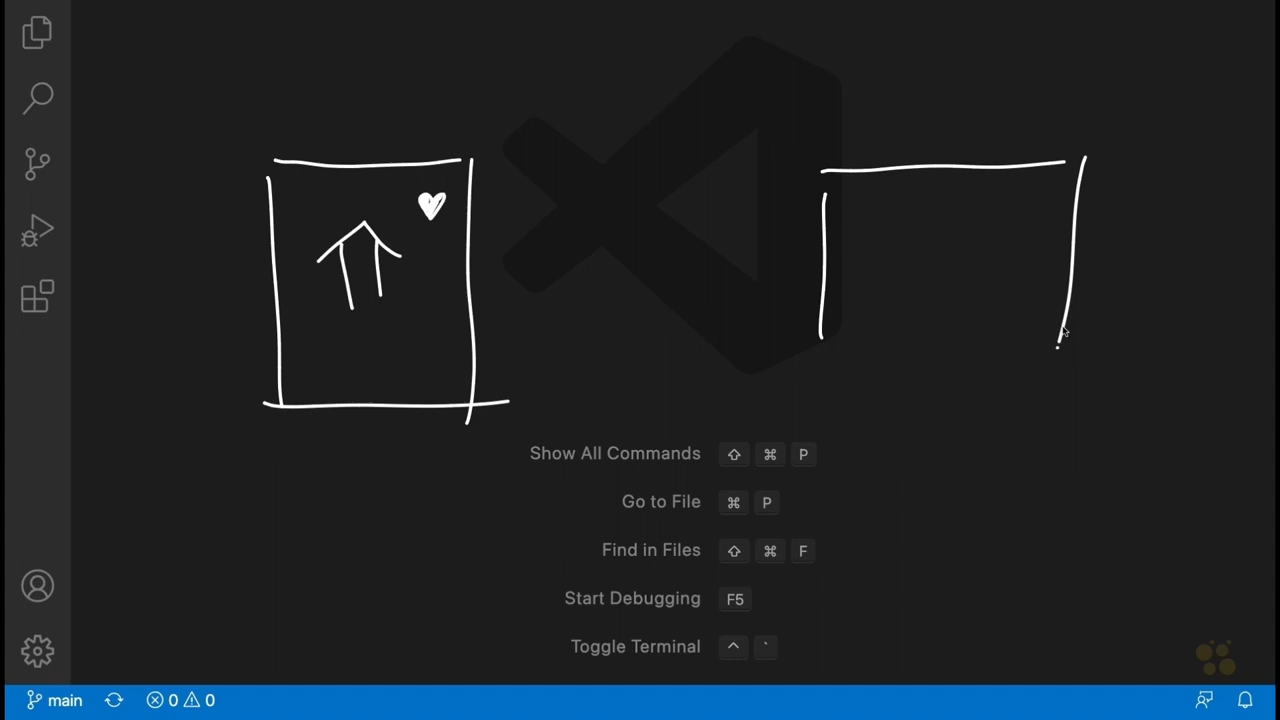 Show All Commands ⇧ ⌘ P
Go to File ⌘ P
Find in Files ⇧ ⌘ F
Start Debugging F5
Toggle Terminal ^ `
main 0 0